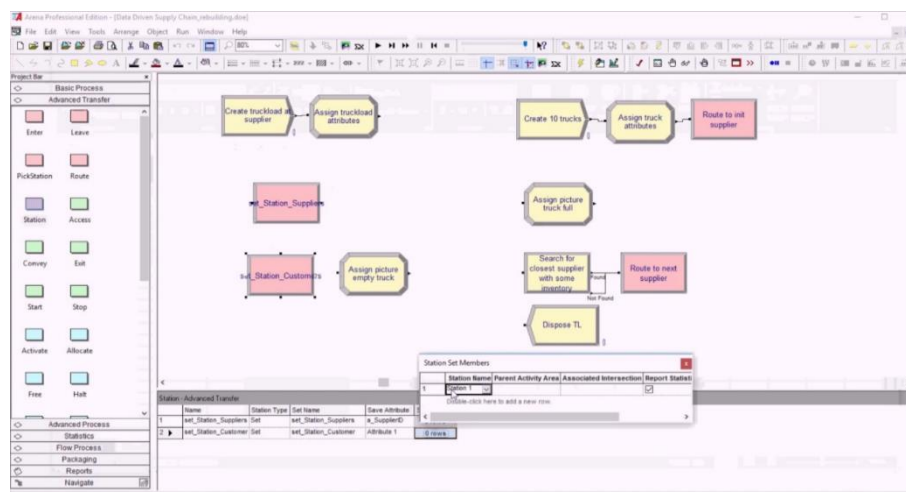 Arena Professional Edition - [Data Driven Supply Chain_rebuilding.doe]
File Edit View Tools Arrange Object Run Window Help
80%
Project Bar
Basic Process
Advanced Transfer
Enter Leave
PickStation Route
Station Access
Convey Exit
Start Stop
Activate Allocate
Free Halt
Advanced Process
Statistics
Flow Process
Packaging
Reports
Navigate
Create truckload at
supplier
Assign truckload
attributes
Create 10 trucks
Assign truck
attributes
Route to init
supplier
set_Station_Suppliers
Assign picture
truck full
set_Station_Customers
Assign picture
empty truck
Search for
closest supplier
with some
inventory
Found
Not Found
Route to next
supplier
Dispose TL
Station Set Members
Station Name Parent Activity Area Associated Intersection Report Statisti
1 Station 1
Double-click here to add a new row.
Station - Advanced Transfer
Name Station Type Set Name Save Attribute
1 set_Station_Suppliers Set set_Station_Suppliers a_SupplierID
2 set_Station_Customer Set set_Station_Customer Attribute 1 0 rows